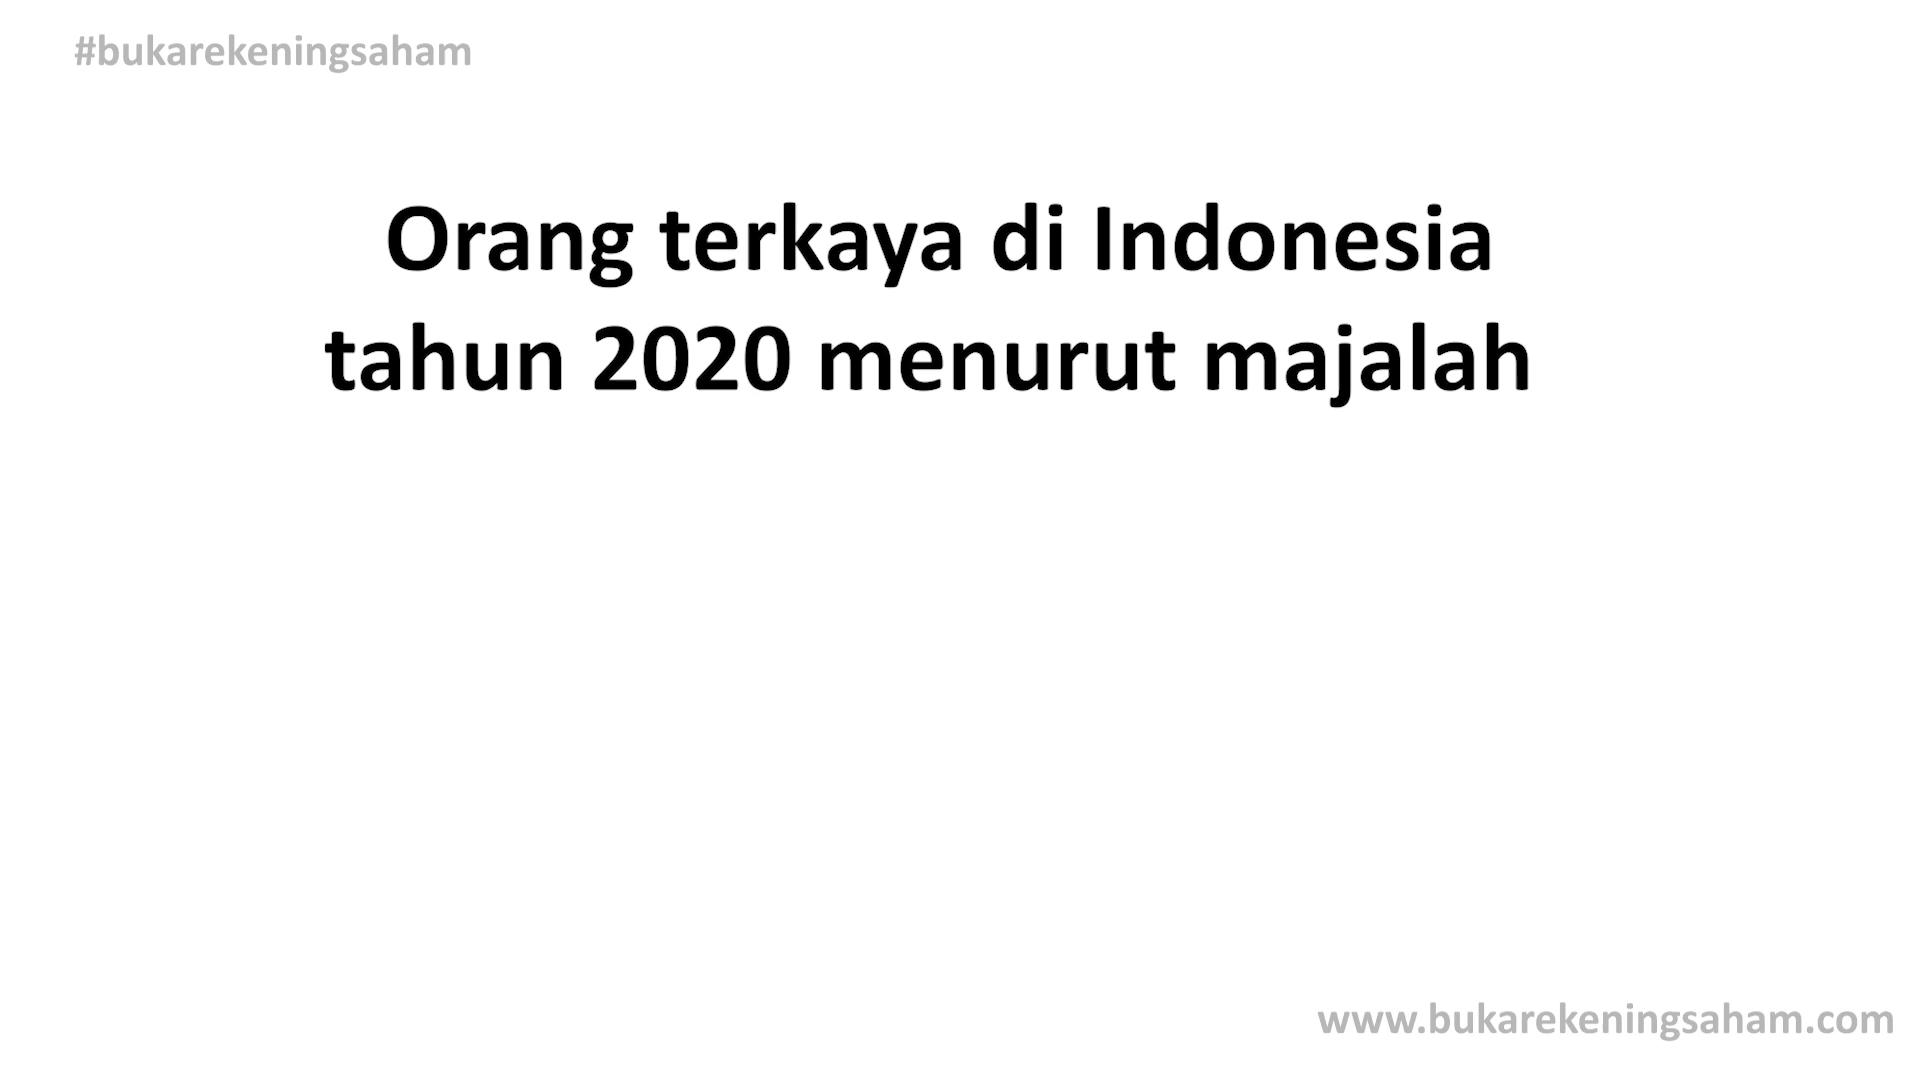 #bukarekeningsaham
Orang terkaya di Indonesia
tahun 2020 menurut majalah
www.bukarekeningsaham.com